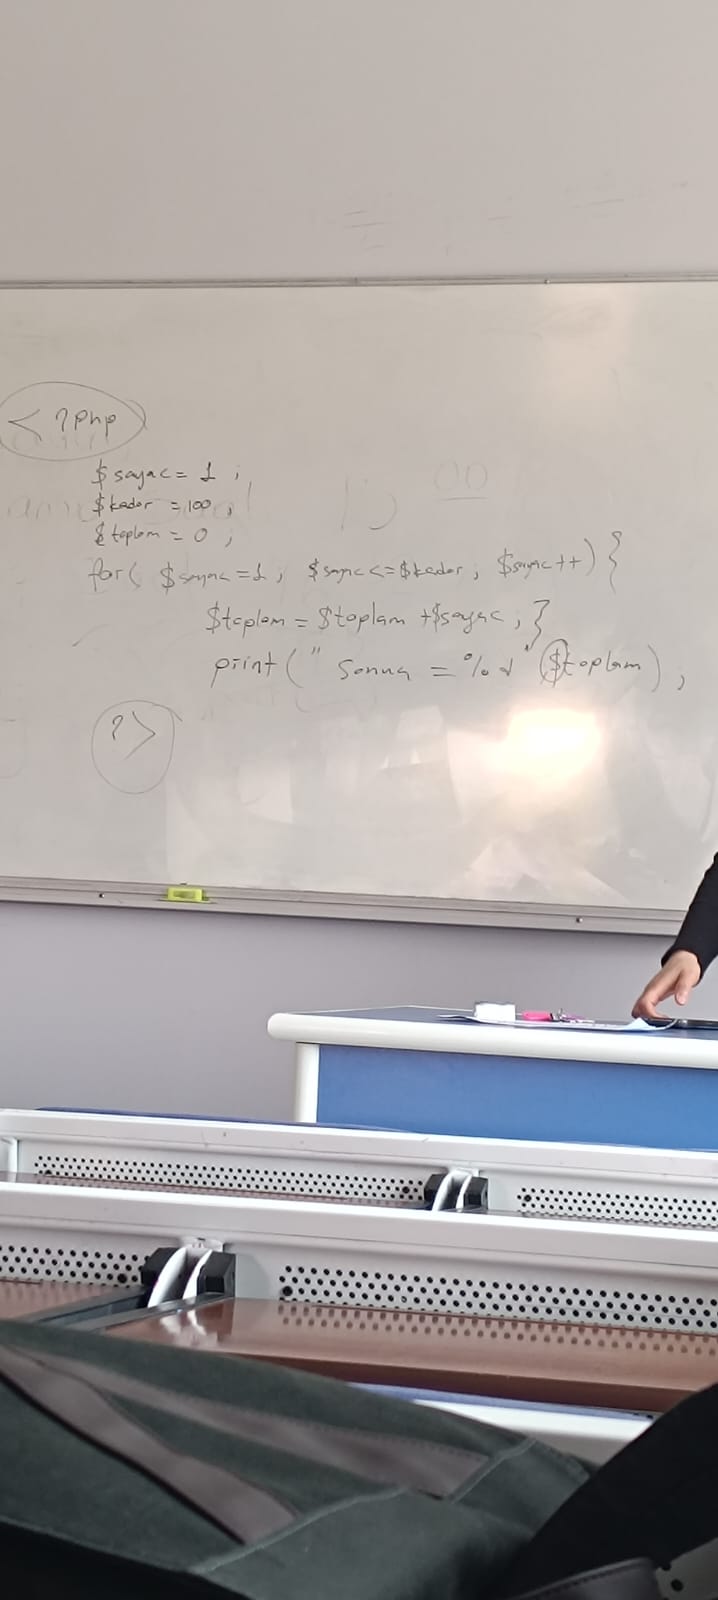 <?php
$sayac = 1 ;
$kadar = 100 ;
$toplam = 0 ;
for( $sayac=1 ; $sayac<=$kadar ; $sayac++ ) {
$toplam = $toplam +$sayac ; }
print ( " Sonuç = %d" $toplam ) ;
?>